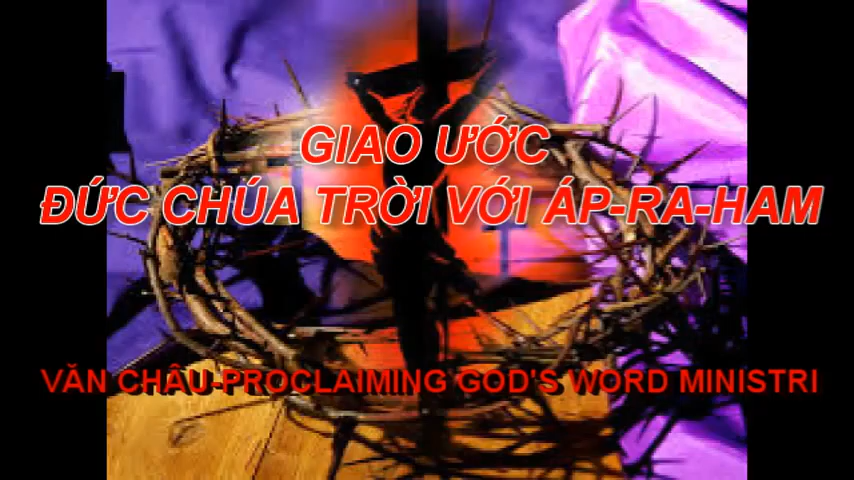 GIAO ƯỚC
ĐỨC CHÚA TRỜI VỚI ÁP-RA-HAM
VĂN CHÂU-PROCLAIMING GOD'S WORD MINISTRI